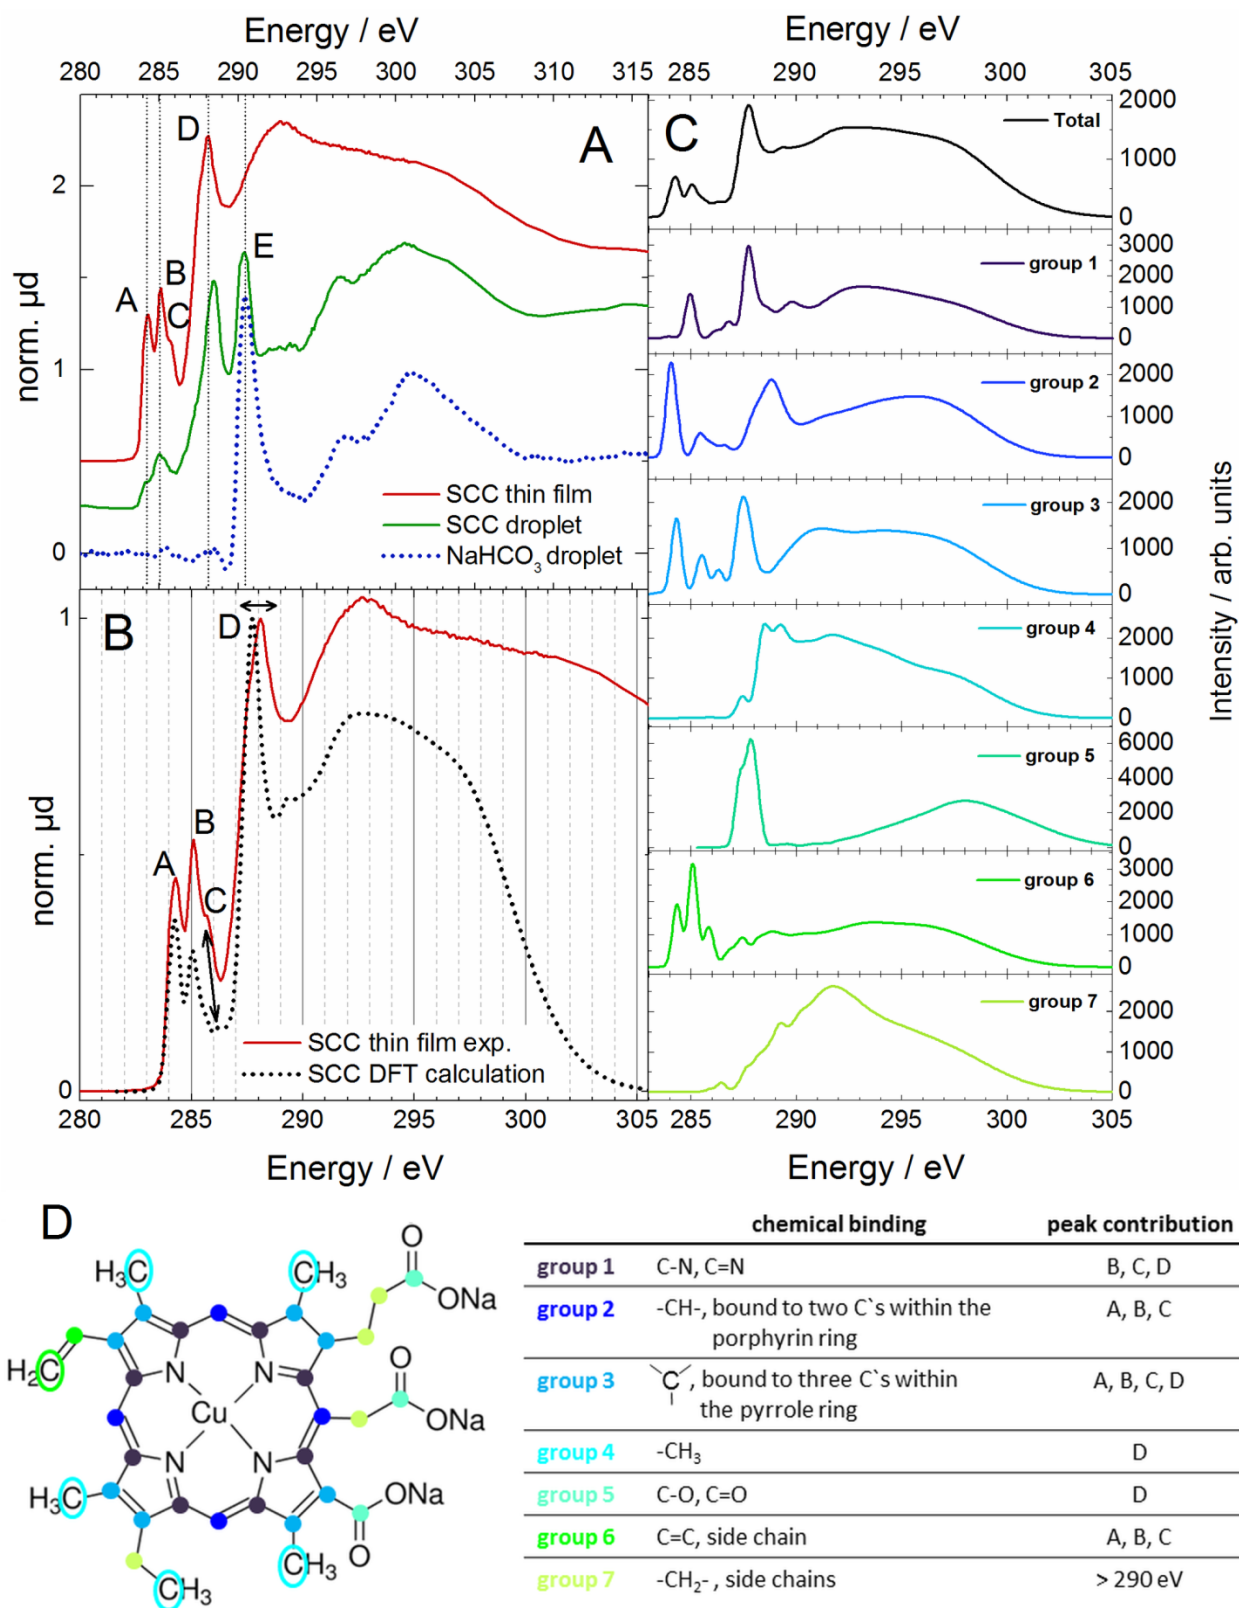 Energy / eV
280 285 290 295 300 305 310 315
A
2
1
0
norm. µd
A
B
C
D
E
SCC thin film
SCC droplet
NaHCO3 droplet
B
1
0
norm. µd
A
B
C
D
SCC thin film exp.
SCC DFT calculation
280 285 290 295 300 305
Energy / eV
Energy / eV
285 290 295 300 305
C
Total
2000
1000
0
group 1
3000
2000
1000
0
group 2
2000
1000
0
group 3
2000
1000
0
group 4
2000
1000
0
group 5
6000
4000
2000
0
group 6
3000
2000
1000
0
group 7
2000
1000
0
Intensity / arb. units
285 290 295 300 305
Energy / eV
D
H3C
CH3
O
ONa
H2C
N
N
Cu
O
ONa
N
N
H3C
ONa
O
CH3
CH3
chemical binding peak contribution
group 1 C-N, C=N B, C, D
group 2 -CH-, bound to two C`s within the A, B, C
porphyrin ring
group 3 C, bound to three C`s within A, B, C, D
the pyrrole ring
group 4 -CH3 D
group 5 C-O, C=O D
group 6 C=C, side chain A, B, C
group 7 -CH2- , side chains > 290 eV